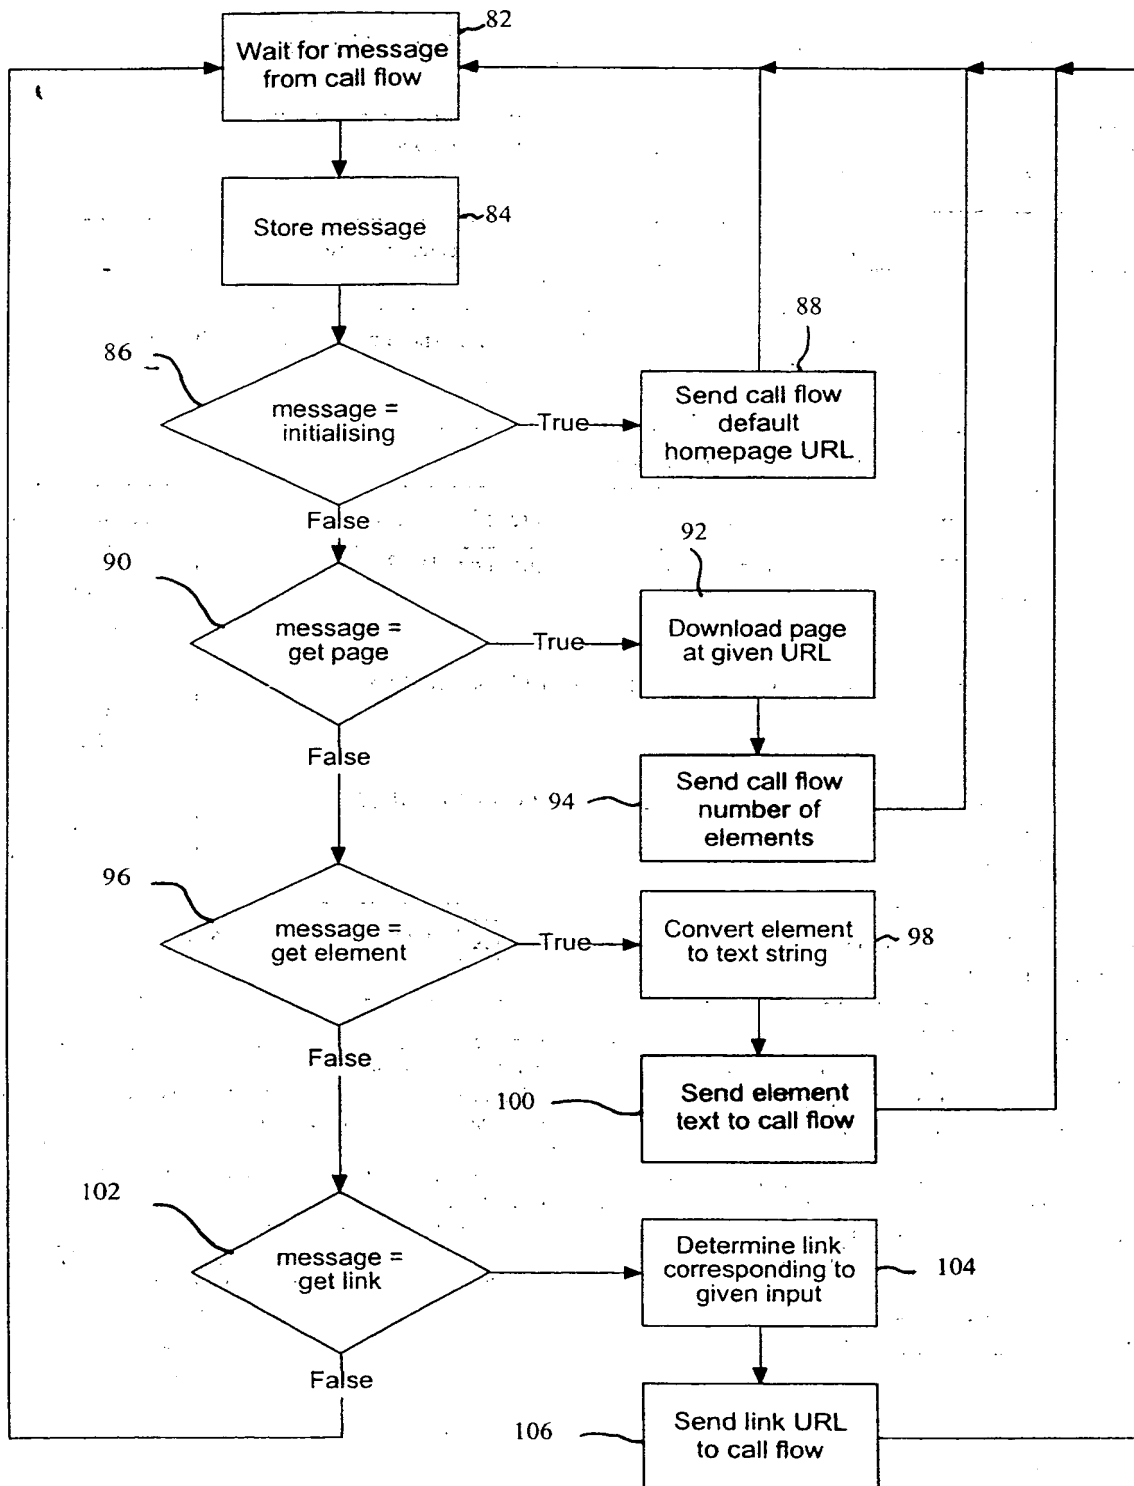 82
Wait for message
from call flow
84
Store message
86
message =
initialising
True
88
Send call flow
default
homepage URL
False
90
message =
get page
True
92
Download page
at given URL
False
94
Send call flow
number of
elements
96
message =
get element
True
Convert element
to text string
98
False
100
Send element
text to call flow
102
message =
get link
Determine link
corresponding to
given input
104
False
106
Send link URL
to call flow